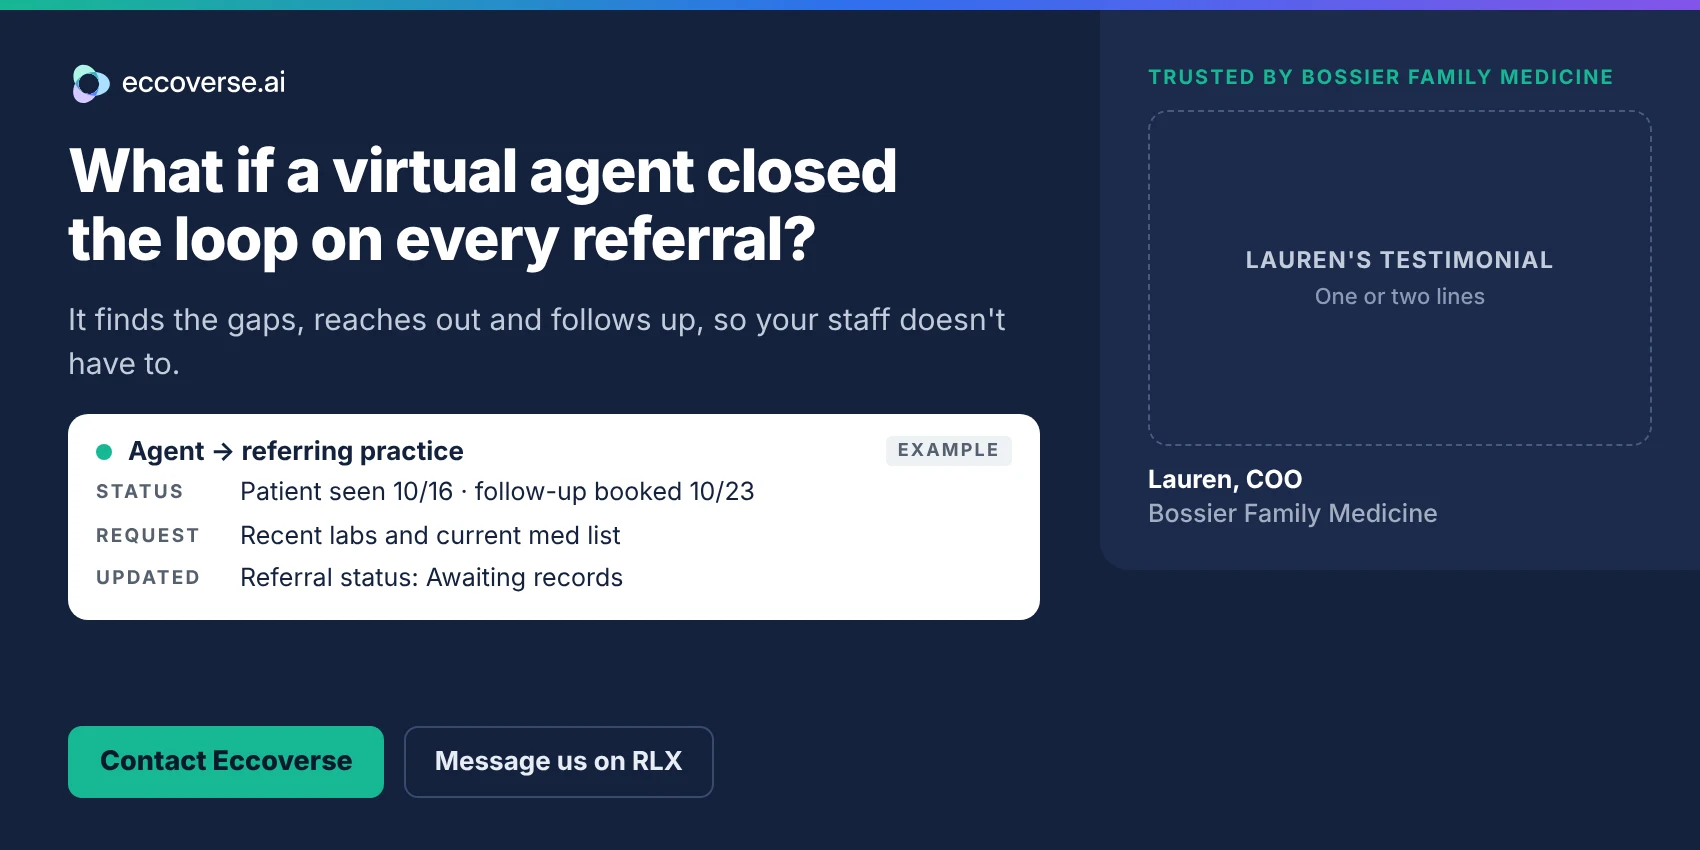 eccoverse.ai
What if a virtual agent closed
the loop on every referral?
It finds the gaps, reaches out and follows up, so your staff doesn't
have to.
Agent → referring practice
EXAMPLE
STATUS Patient seen 10/16 · follow-up booked 10/23
REQUEST Recent labs and current med list
UPDATED Referral status: Awaiting records
Contact Eccoverse
Message us on RLX
TRUSTED BY BOSSIER FAMILY MEDICINE
LAUREN'S TESTIMONIAL
One or two lines
Lauren, COO
Bossier Family Medicine